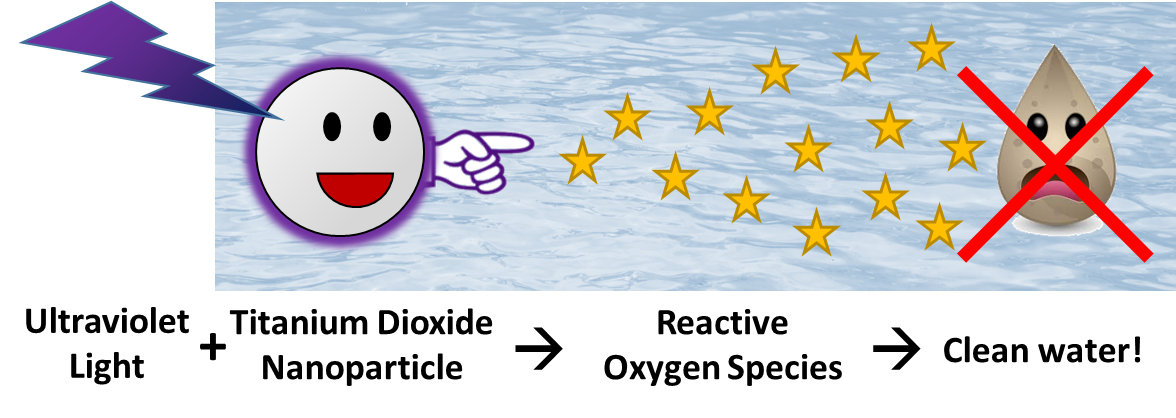 Ultraviolet
Light
+
Titanium Dioxide
Nanoparticle
→
Reactive
Oxygen Species
→
Clean water!